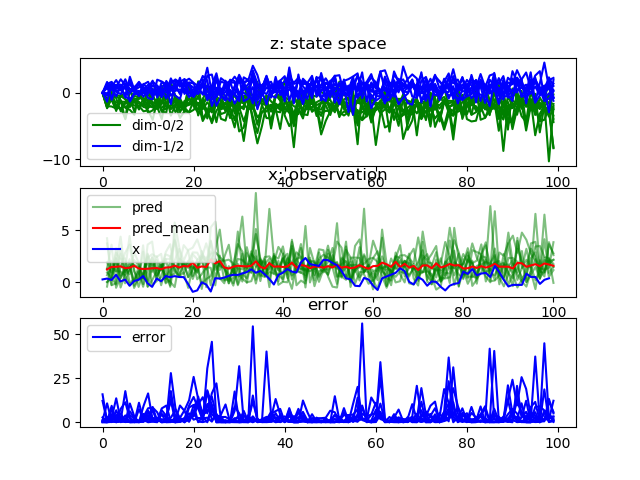 z: state space
0
−10
dim-0/2
dim-1/2
0 20 40 60 80 100
x: observation
5
0
pred
pred_mean
x
0 20 40 60 80 100
error
50
25
0
error
0 20 40 60 80 100